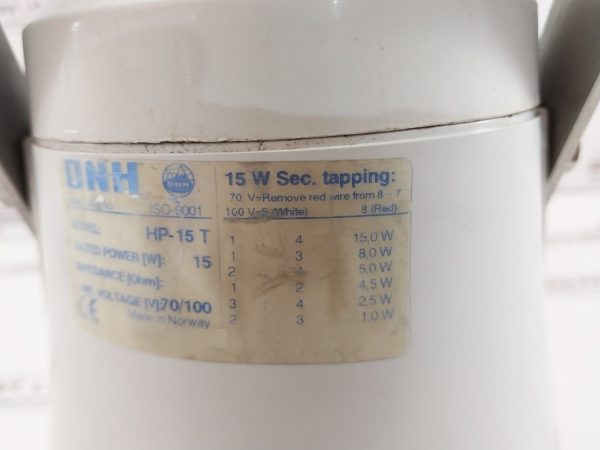 DNH
DNH
ISO-9001
MODEL: HP-15 T
RATED POWER [W]: 15
IMPEDANCE [Ohm]:
VOLTAGE [V]:70/100
CE Made in Norway
15 W Sec. tapping:
70 V=Remove red wire from 8 - 7
100 V=5 (White) 8 (Red)
1 4 15,0 W
1 3 8,0 W
2 4 5,0 W
1 2 4,5 W
3 4 2,5 W
2 3 1,0 W